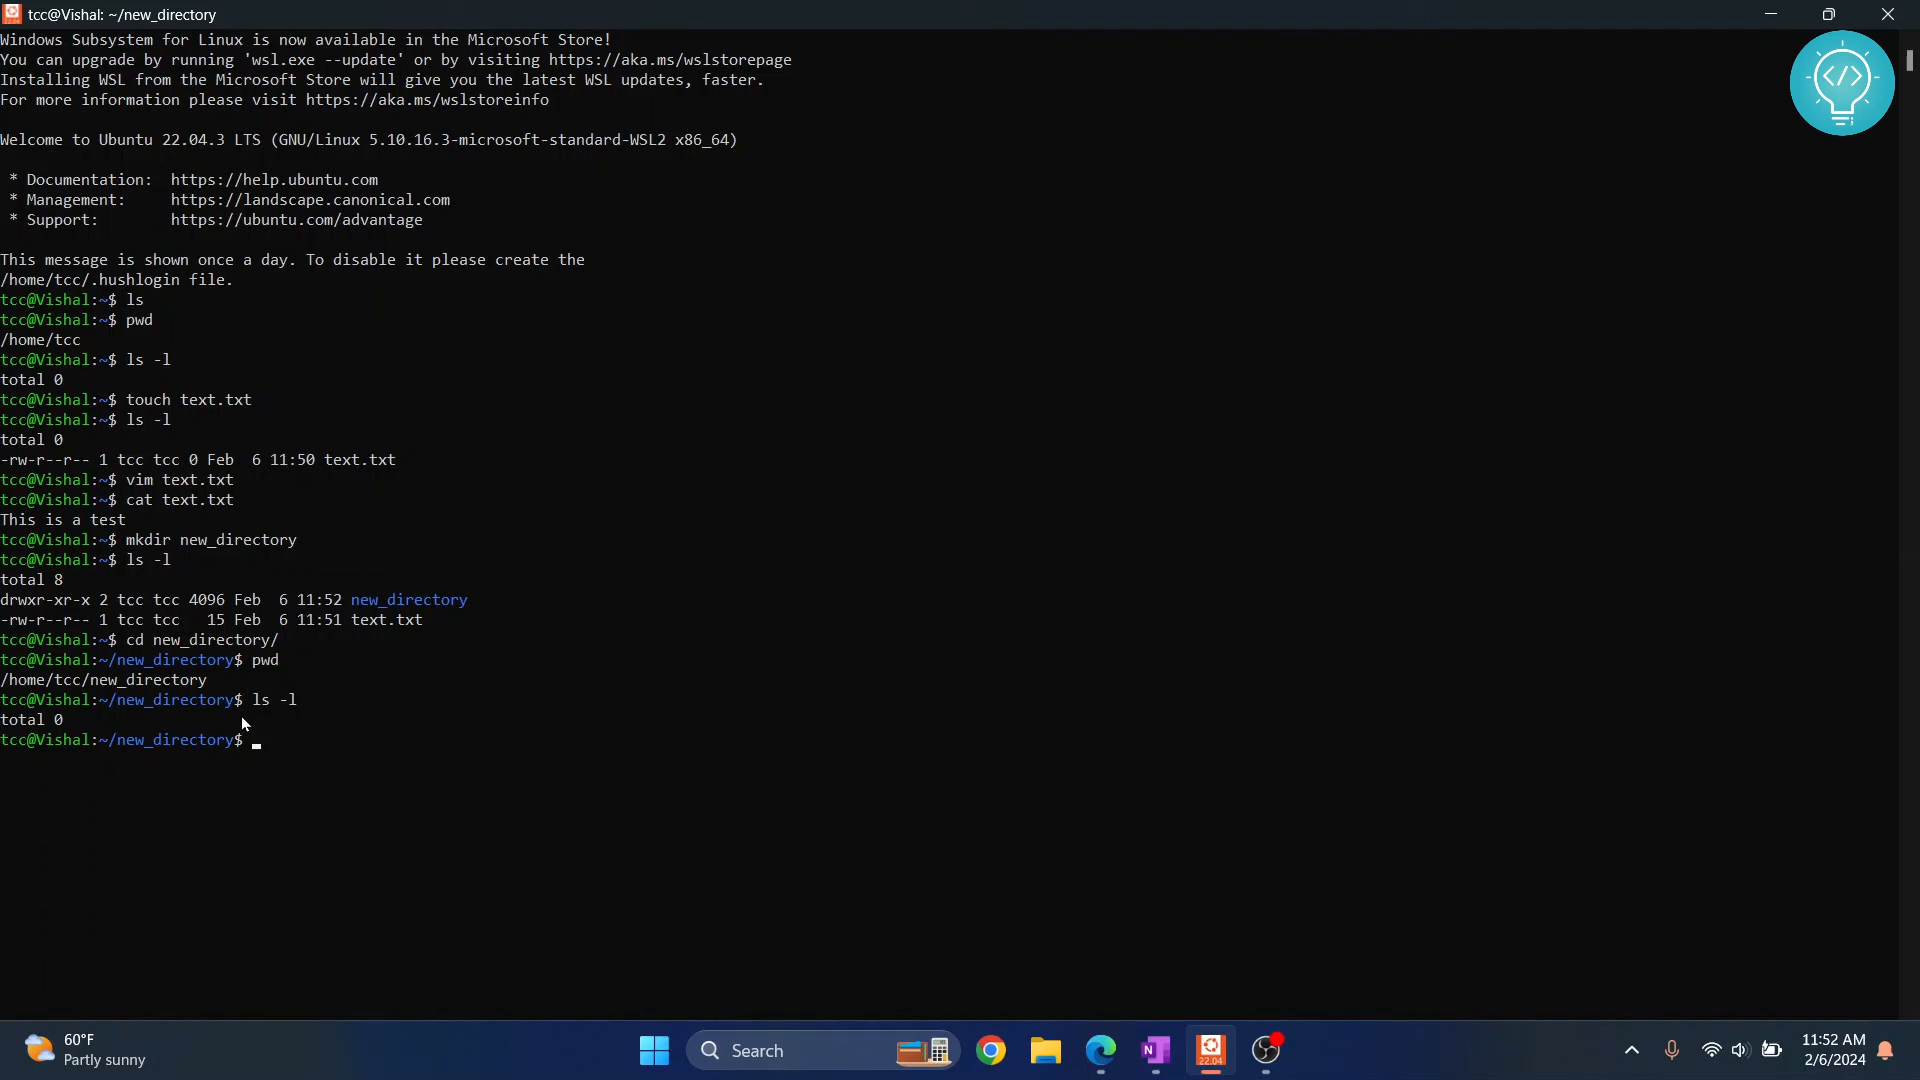 tcc@Vishal: ~/new_directory
Windows Subsystem for Linux is now available in the Microsoft Store!
You can upgrade by running 'wsl.exe --update' or by visiting https://aka.ms/wslstorepage
Installing WSL from the Microsoft Store will give you the latest WSL updates, faster.
For more information please visit https://aka.ms/wslstoreinfo
Welcome to Ubuntu 22.04.3 LTS (GNU/Linux 5.10.16.3-microsoft-standard-WSL2 x86_64)
* Documentation:  https://help.ubuntu.com
* Management:     https://landscape.canonical.com
* Support:        https://ubuntu.com/advantage
This message is shown once a day. To disable it please create the
/home/tcc/.hushlogin file.
tcc@Vishal:~$ ls
tcc@Vishal:~$ pwd
/home/tcc
tcc@Vishal:~$ ls -l
total 0
tcc@Vishal:~$ touch text.txt
tcc@Vishal:~$ ls -l
total 0
-rw-r--r-- 1 tcc tcc 0 Feb  6 11:50 text.txt
tcc@Vishal:~$ vim text.txt
tcc@Vishal:~$ cat text.txt
This is a test
tcc@Vishal:~$ mkdir new_directory
tcc@Vishal:~$ ls -l
total 8
drwxr-xr-x 2 tcc tcc 4096 Feb  6 11:52 new_directory
-rw-r--r-- 1 tcc tcc   15 Feb  6 11:51 text.txt
tcc@Vishal:~$ cd new_directory/
tcc@Vishal:~/new_directory$ pwd
/home/tcc/new_directory
tcc@Vishal:~/new_directory$ ls -l
total 0
tcc@Vishal:~/new_directory$
60°F
Partly sunny
Search
22.04
11:52 AM
2/6/2024